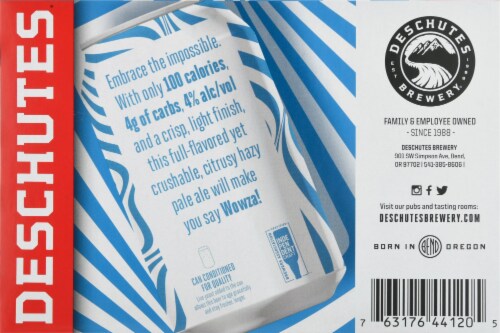 DESCHUTES
Embrace the impossible.
With only 100 calories,
4g of carbs, 4% alc/vol
and a crisp, light finish,
this full-flavored yet
crushable, citrusy hazy
pale ale will make
you say Wowza!
CAN CONDITIONED
FOR QUALITY
DESCHUTES
EST 1988
BREWERY.
FAMILY & EMPLOYEE OWNED
- SINCE 1988 -
DESCHUTES BREWERY
901 SW Simpson Ave, Bend,
OR 97702 | 541-385-8606 |
Visit our pubs and tasting rooms:
DESCHUTESBREWERY.COM
BORN IN BEND OREGON
7 63176 44120 5